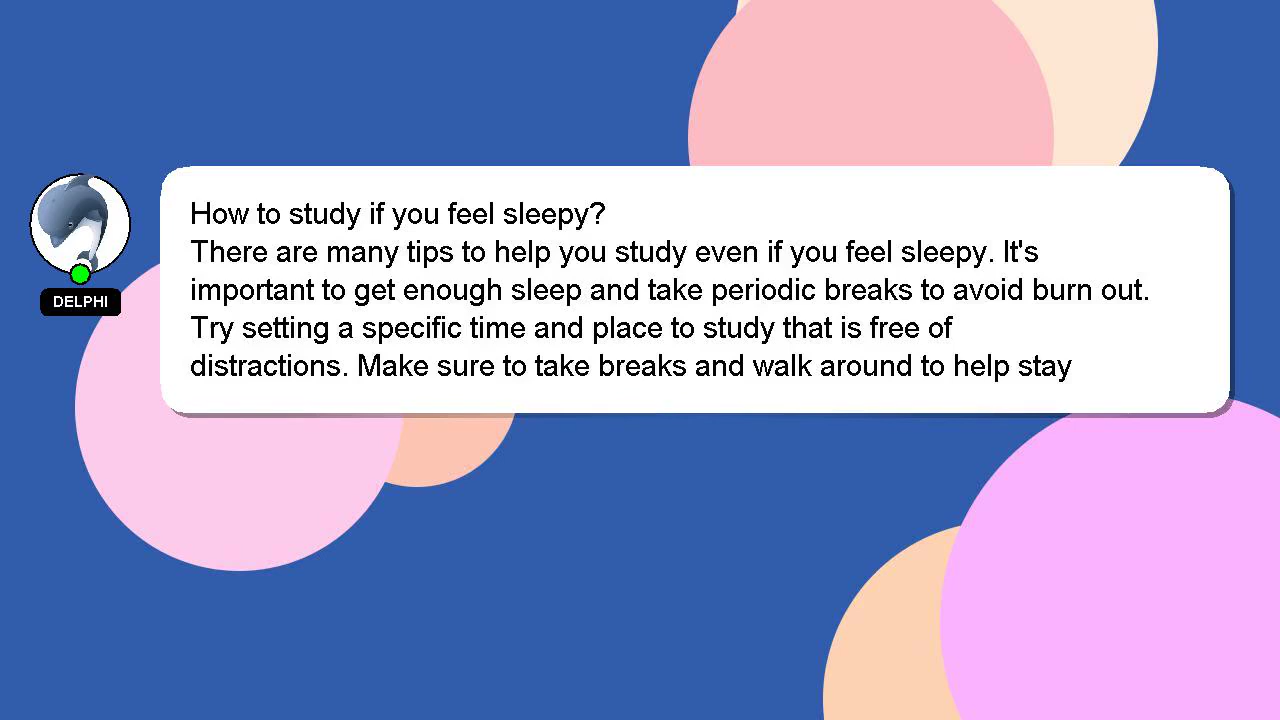 How to study if you feel sleepy?
There are many tips to help you study even if you feel sleepy. It's
important to get enough sleep and take periodic breaks to avoid burn out.
Try setting a specific time and place to study that is free of
distractions. Make sure to take breaks and walk around to help stay
DELPHI